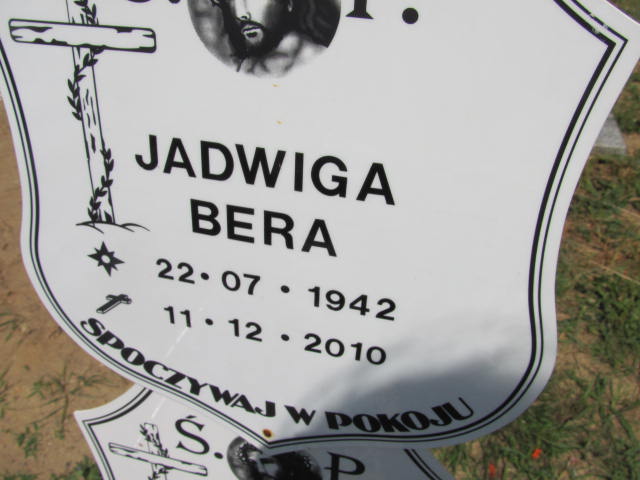 JADWIGA
BERA
22 · 07 · 1942
11 · 12 · 2010
SPOCZYWAJ W POKOJU
Ś. P